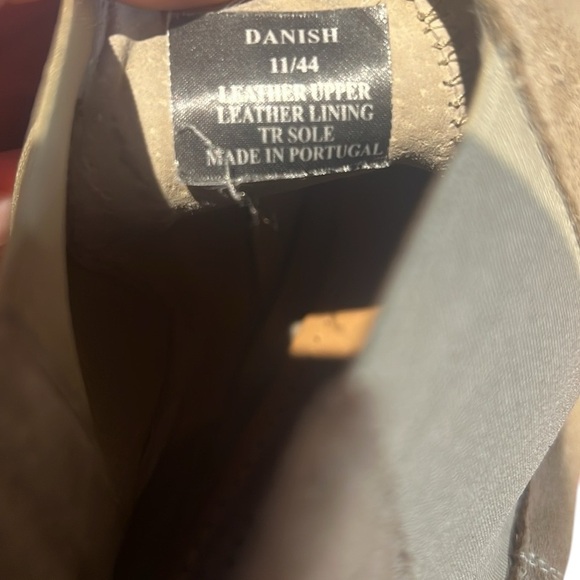 DANISH
11/44
LEATHER UPPER
LEATHER LINING
TR SOLE
MADE IN PORTUGAL